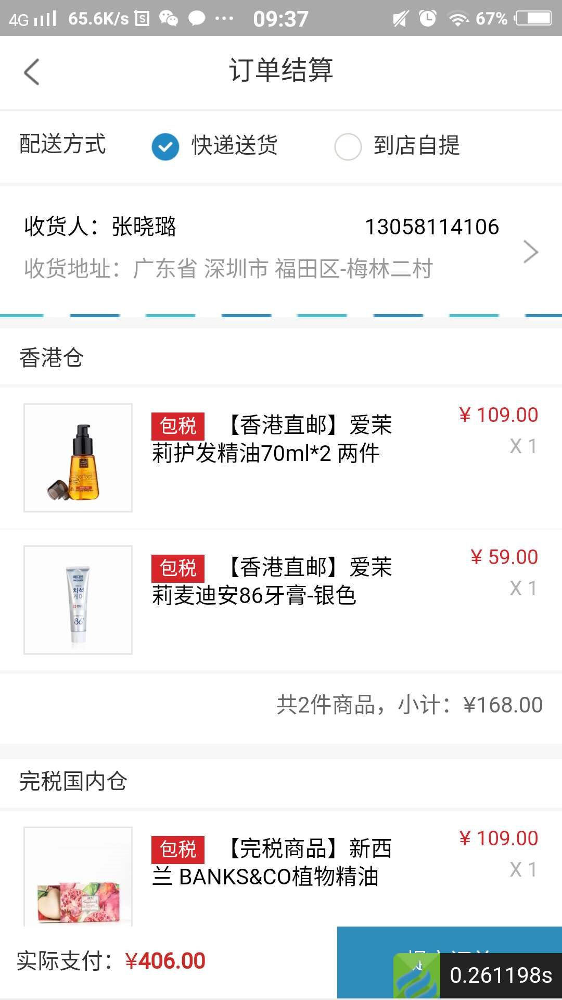 4G 65.6K/s 09:37 67%
订单结算
配送方式 快递送货 到店自提
收货人：张晓璐 13058114106
收货地址：广东省 深圳市 福田区-梅林二村
香港仓
包税 【香港直邮】爱茉 ¥ 109.00
莉护发精油70ml*2 两件 X 1
包税 【香港直邮】爱茉 ¥ 59.00
莉麦迪安86牙膏-银色 X 1
共2件商品，小计：¥168.00
完税国内仓
包税 【完税商品】新西 ¥ 109.00
兰 BANKS&CO植物精油 X 1
实际支付：¥406.00
0.261198s